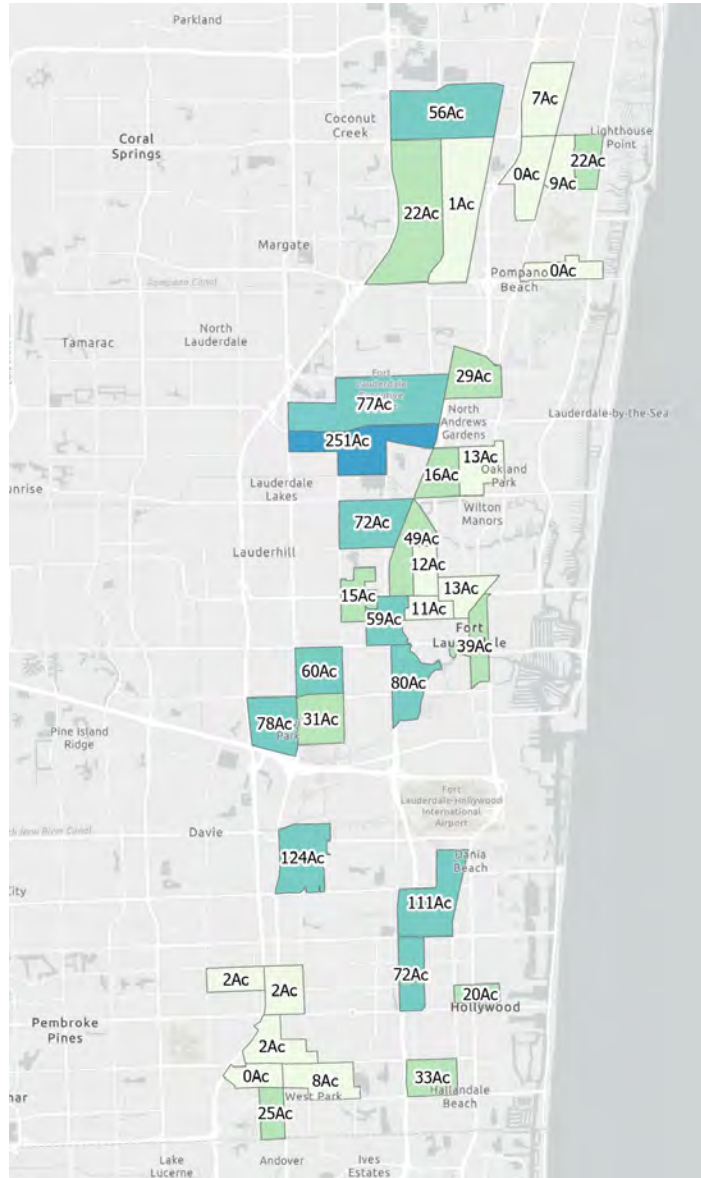 Parkland
7Ac
56Ac
Coconut
Creek
Lighthouse
Point
Coral
Springs
22Ac
0Ac
9Ac
22Ac
1Ac
Margate
0Ac
Pompano
Beach
North
Lauderdale
Tamarac
29Ac
Fort
Lauderdale
77Ac
North
Andrews
Gardens
Lauderdale-by-the-Sea
251Ac
13Ac
Oakland
Park
16Ac
Lauderdale
Lakes
unrise
Wilton
Manors
72Ac
49Ac
Lauderhill
12Ac
13Ac
15Ac
11Ac
59Ac
Fort
39Ac
60Ac
80Ac
78Ac
31Ac
Park
Pine Island
Ridge
Fort
Lauderdale-Hollywood
International
Airport
River Canal
Davie
124Ac
Dania
Beach
City
111Ac
2Ac
72Ac
2Ac
20Ac
Hollywood
Pembroke
Pines
2Ac
0Ac
8Ac
33Ac
West Park
Hallandale
Beach
mar
25Ac
Lake
Lucerne
Andover
Ives
Estates